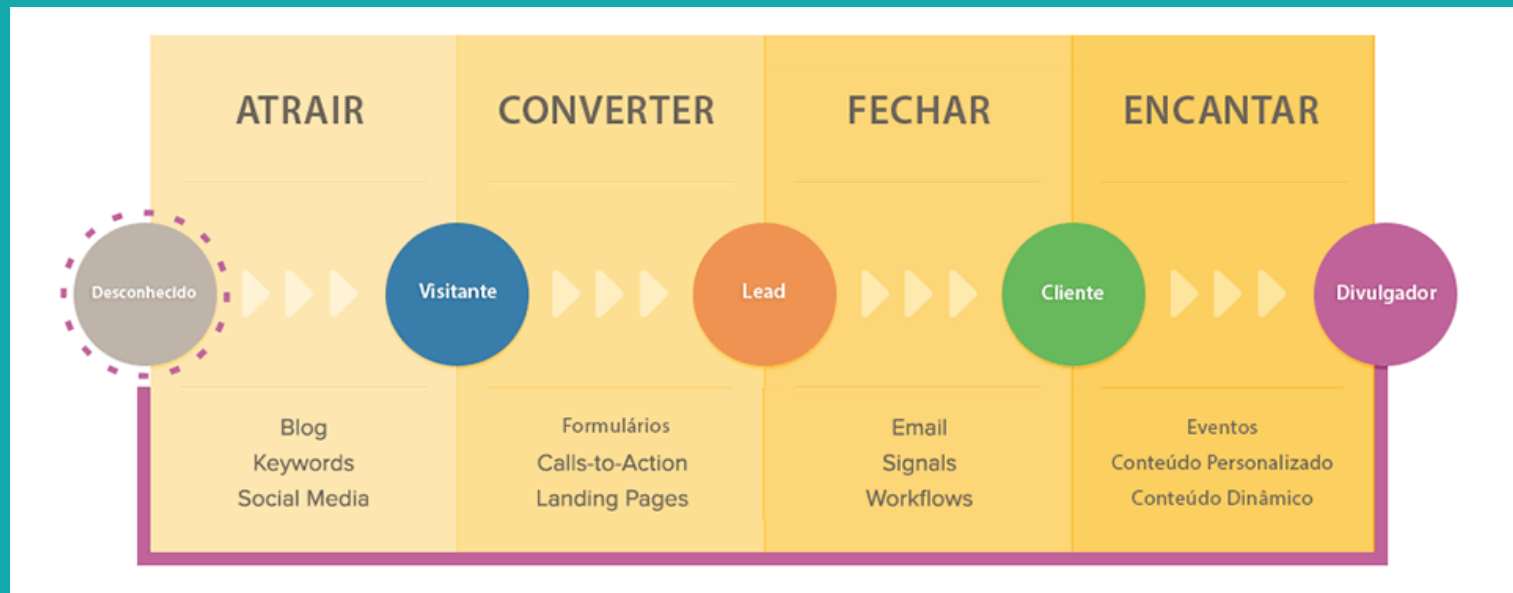 ATRAIR
CONVERTER
FECHAR
ENCANTAR
Desconhecido
Visitante
Lead
Cliente
Divulgador
Blog
Keywords
Social Media
Formulários
Calls-to-Action
Landing Pages
Email
Signals
Workflows
Eventos
Conteúdo Personalizado
Conteúdo Dinâmico